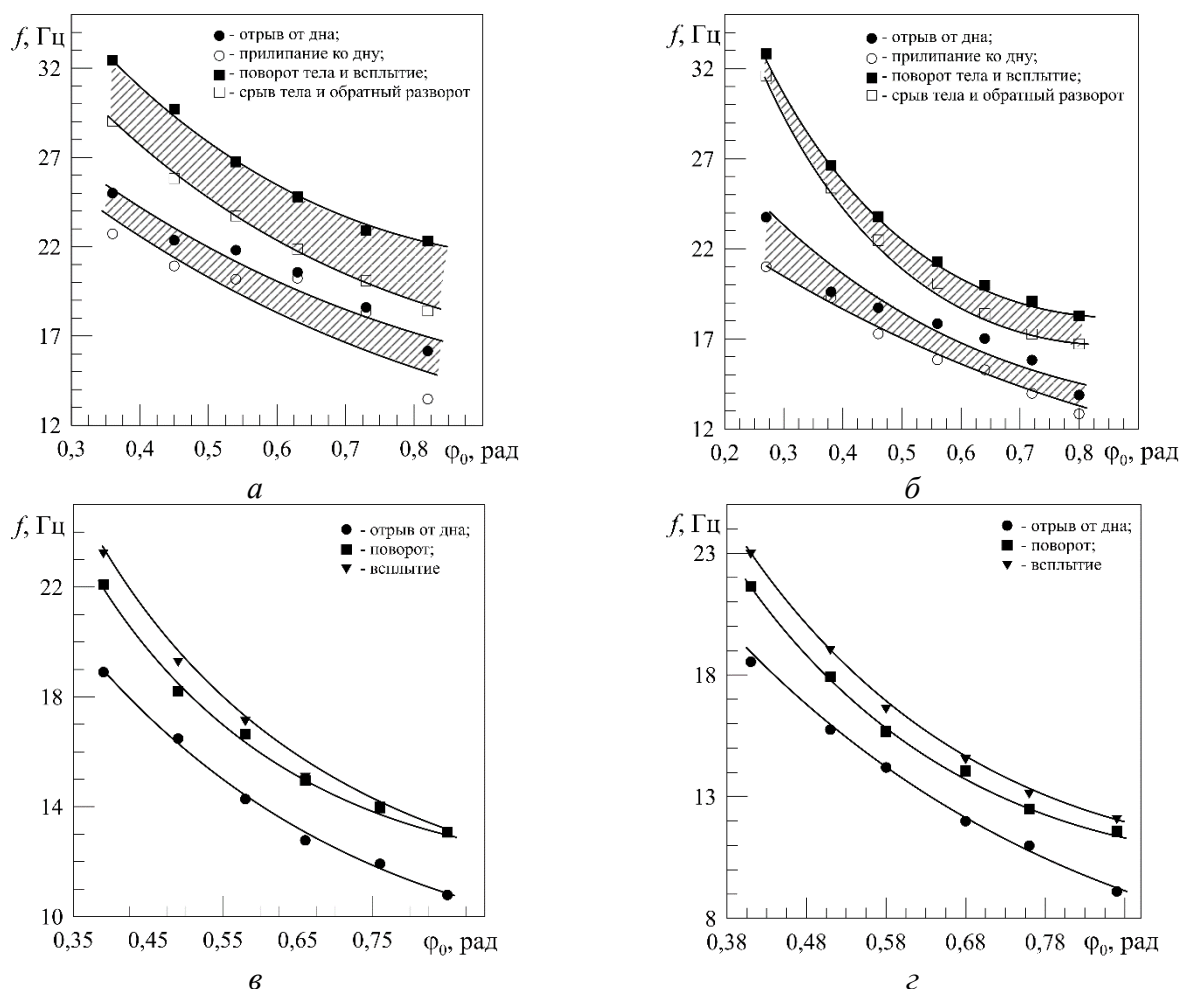 f, Гц
● - отрыв от дна;
○ - прилипание ко дну;
■ - поворот тела и всплытие;
□ - срыв тела и обратный разворот
32
27
22
17
12
0,3 0,4 0,5 0,6 0,7 0,8 φ₀, рад
а
f, Гц
● - отрыв от дна;
○ - прилипание ко дну;
■ - поворот тела и всплытие;
□ - срыв тела и обратный разворот
32
27
22
17
12
0,2 0,3 0,4 0,5 0,6 0,7 0,8 φ₀, рад
б
f, Гц
● - отрыв от дна;
■ - поворот;
▼ - всплытие
22
18
14
10
0,35 0,45 0,55 0,65 0,75 φ₀, рад
в
f, Гц
● - отрыв от дна;
■ - поворот;
▼ - всплытие
23
18
13
8
0,38 0,48 0,58 0,68 0,78 φ₀, рад
г